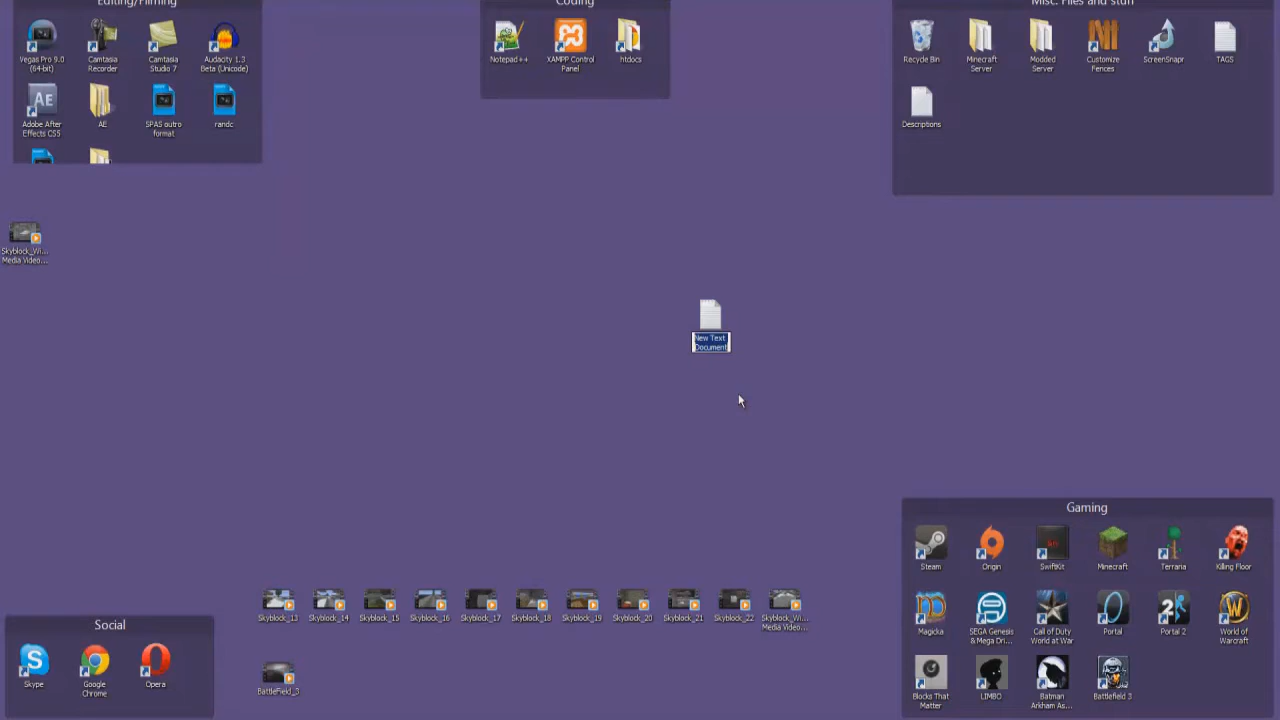 Editing/Filming
Coding
Misc. Files and stuff
Vegas Pro 9.0
(64-bit)
Camtasia
Recorder
Camtasia
Studio 7
Audacity 1.3
Beta (Unicode)
Notepad++
XAMPP Control
Panel
htdocs
Recycle Bin
Minecraft
Server
Modded
Server
Customize
Fences
ScreenSnapr
TAGS
Adobe After
Effects CS5
AE
SPAS outro
format
randc
Descriptions
Skyblock_Wi...
Media Video...
New Text
Document
Gaming
Steam
Origin
SwiftKit
Minecraft
Terraria
Killing Floor
Skyblock_13
Skyblock_14
Skyblock_15
Skyblock_16
Skyblock_17
Skyblock_18
Skyblock_19
Skyblock_20
Skyblock_21
Skyblock_22
Skyblock_Wi...
Media Video...
Magicka
SEGA Genesis
& Mega Dri...
Call of Duty
World at War
Portal
Portal 2
World of
Warcraft
Social
Skype
Google
Chrome
Opera
BattleField_3
Blocks That
Matter
LIMBO
Batman
Arkham As...
Battlefield 3